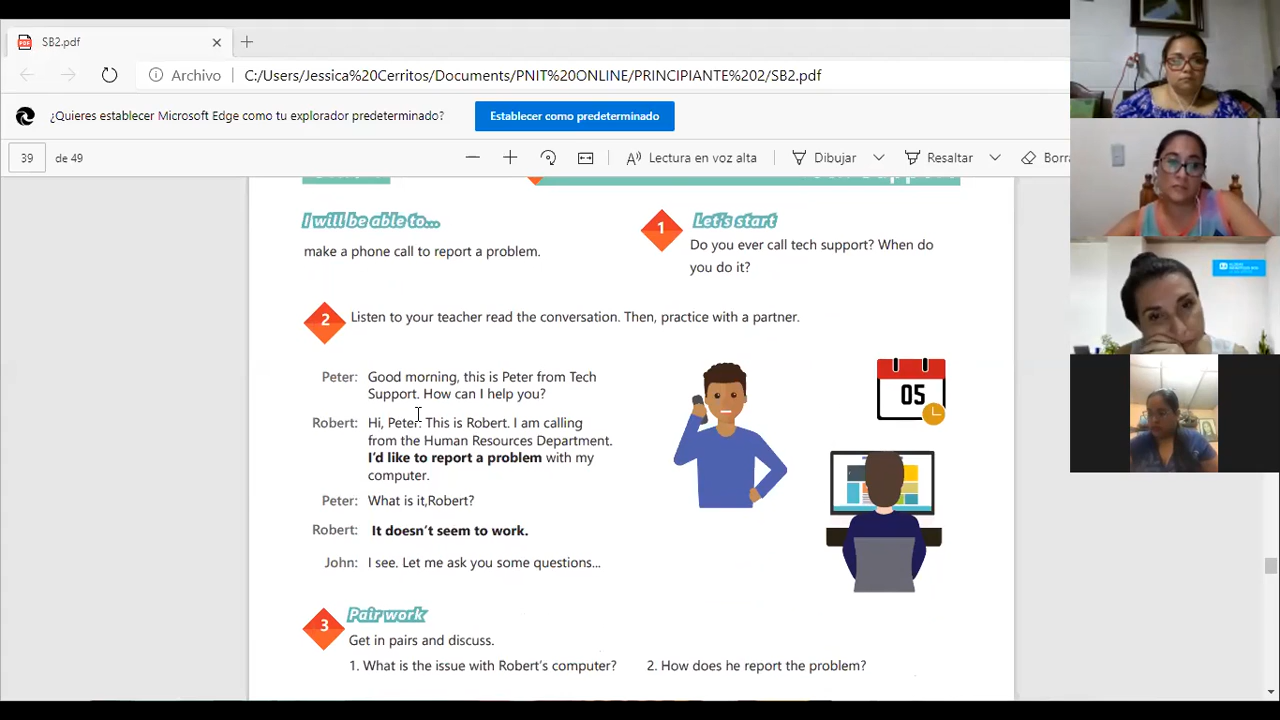 SB2.pdf
Archivo
C:/Users/Jessica%20Cerritos/Documents/PNIT%20ONLINE/PRINCIPIANTE%202/SB2.pdf
¿Quieres establecer Microsoft Edge como tu explorador predeterminado?
Establecer como predeterminado
39 de 49
Lectura en voz alta
Dibujar
Resaltar
Borra
I will be able to...
make a phone call to report a problem.
1
Let's start
Do you ever call tech support? When do
you do it?
2
Listen to your teacher read the conversation. Then, practice with a partner.
Peter: Good morning, this is Peter from Tech
Support. How can I help you?
Robert: Hi, Peter. This is Robert. I am calling
from the Human Resources Department.
I'd like to report a problem with my
computer.
Peter: What is it,Robert?
Robert: It doesn't seem to work.
John: I see. Let me ask you some questions...
05
3
Pair work
Get in pairs and discuss.
1. What is the issue with Robert's computer?
2. How does he report the problem?